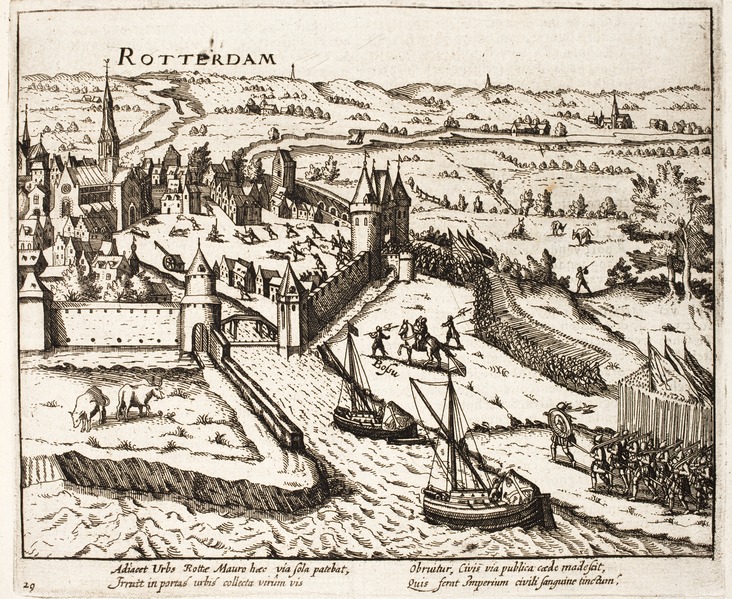 ROTTERDAM
Bossu
Adiacet Urbs Rottæ Mauro hæc via sola patebat,
Irruit in portas urbis collecta virûm vis
Obruitur, Civis via publica cæde madescit,
Quis ferat Imperium civili sanguine tinctum?
29